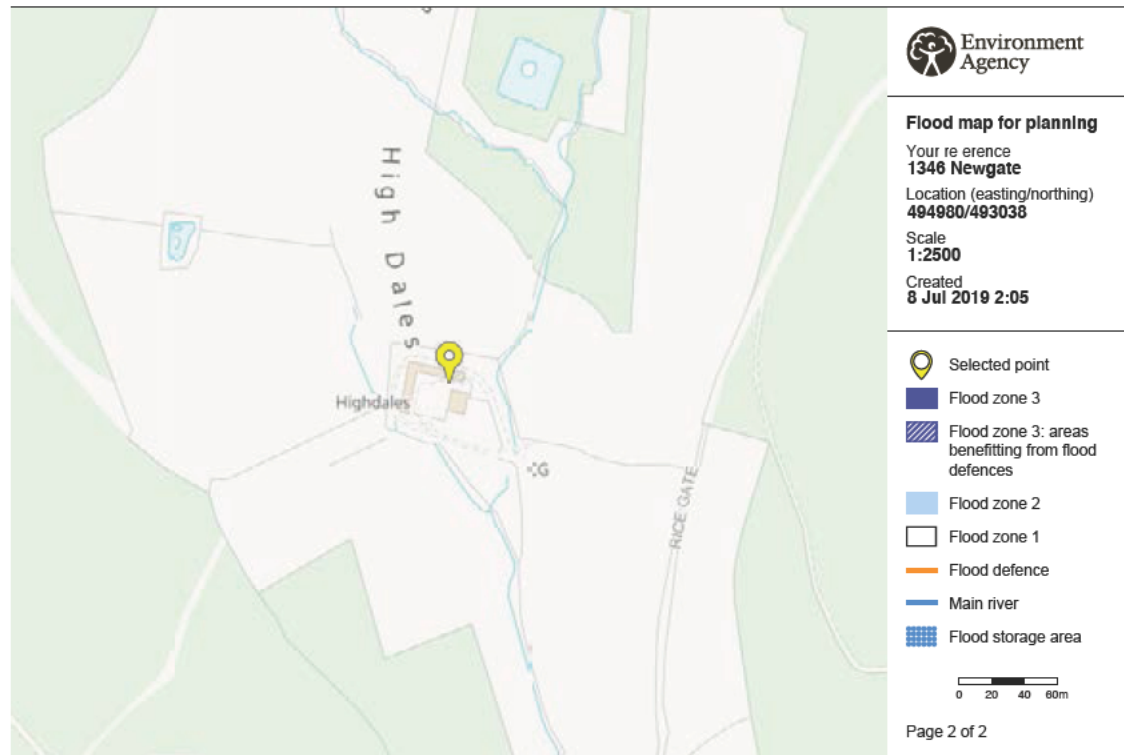 High Dales
Highdales
G
RICE GATE
Environment
Agency
Flood map for planning
Your re erence
1346 Newgate
Location (easting/northing)
494980/493038
Scale
1:2500
Created
8 Jul 2019 2:05
Selected point
Flood zone 3
Flood zone 3: areas
benefitting from flood
defences
Flood zone 2
Flood zone 1
Flood defence
Main river
Flood storage area
0 20 40 60m
Page 2 of 2